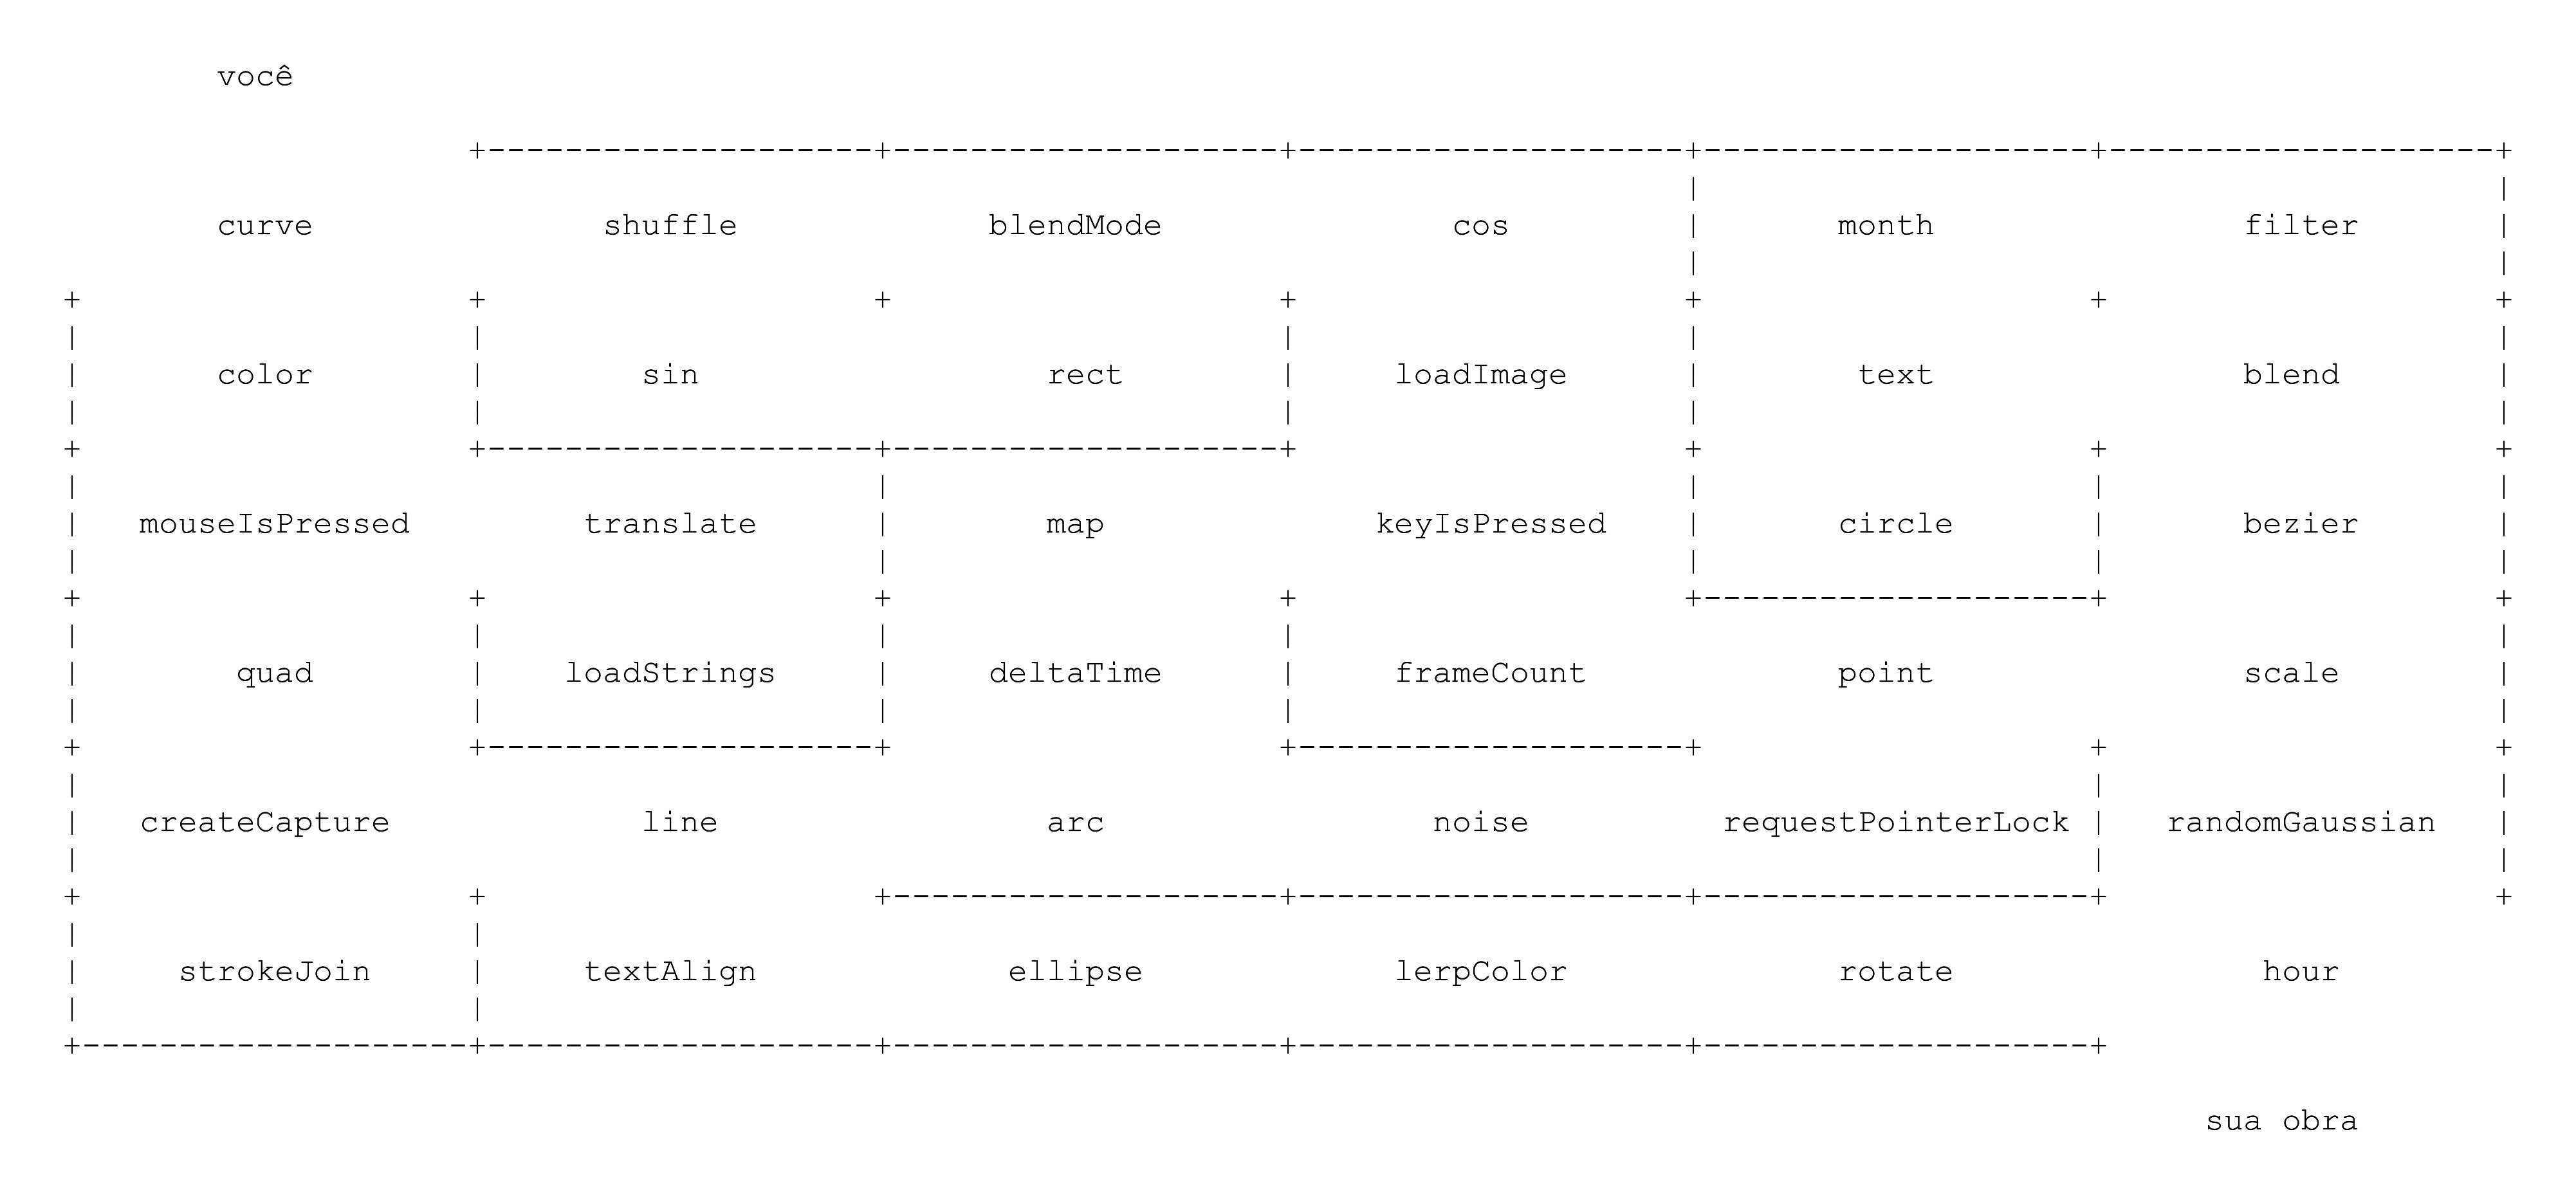 você
curve shuffle blendMode cos month filter
color sin rect loadImage text blend
mouseIsPressed translate map keyIsPressed circle bezier
quad loadStrings deltaTime frameCount point scale
createCapture line arc noise requestPointerLock randomGaussian
strokeJoin textAlign ellipse lerpColor rotate hour
sua obra